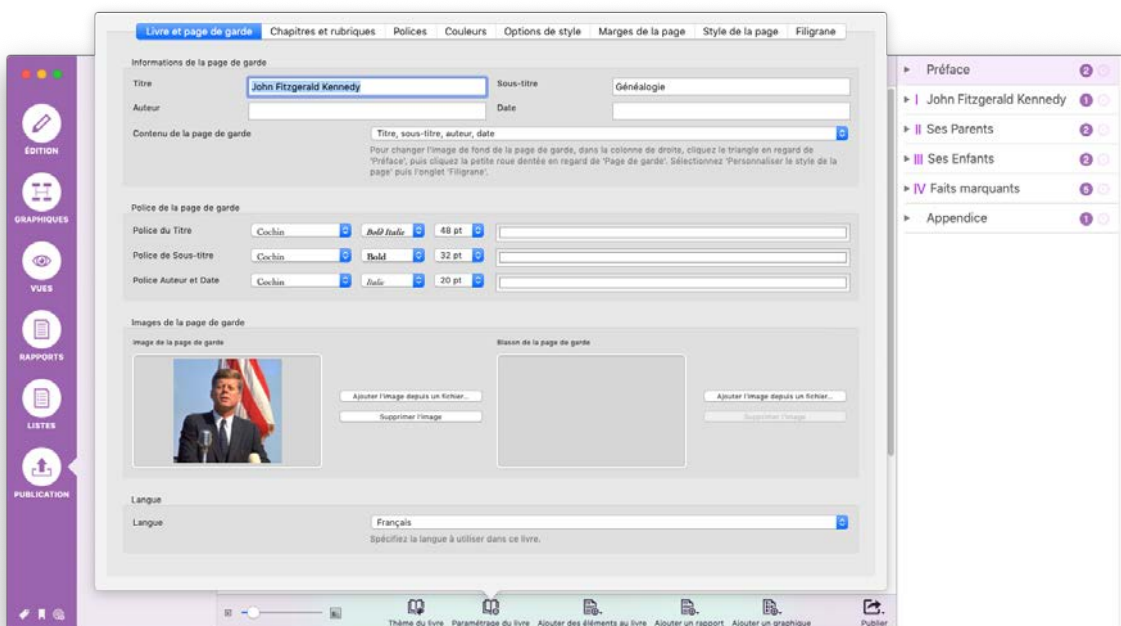 Livre et page de garde
Chapitres et rubriques
Polices
Couleurs
Options de style
Marges de la page
Style de la page
Filigrane
Informations de la page de garde
Titre
John Fitzgerald Kennedy
Sous-titre
Généalogie
Auteur
Date
Contenu de la page de garde
Titre, sous-titre, auteur, date
Pour changer l'image de fond de la page de garde, dans la colonne de droite, cliquez le triangle en regard de
'Préface', puis cliquez la petite roue dentée en regard de 'Page de garde'. Sélectionnez 'Personnaliser le style de la
page' puis l'onglet 'Filigrane'.
Police de la page de garde
Police du Titre
Cochin
Bold Italic
48 pt
Police de Sous-titre
Cochin
Bold
32 pt
Police Auteur et Date
Cochin
Italic
20 pt
Images de la page de garde
Image de la page de garde
Blason de la page de garde
Ajouter l'image depuis un fichier...
Supprimer l'image
Ajouter l'image depuis un fichier...
Supprimer l'image
Langue
Langue
Français
Spécifiez la langue à utiliser dans ce livre.
ÉDITION
GRAPHIQUES
VUES
RAPPORTS
LISTES
PUBLICATION
Préface 2
I John Fitzgerald Kennedy 1
II Ses Parents 2
III Ses Enfants 2
IV Faits marquants 5
Appendice 1
Thème du livre
Paramétrage du livre
Ajouter des éléments au livre
Ajouter un rapport
Ajouter un graphique
Publier